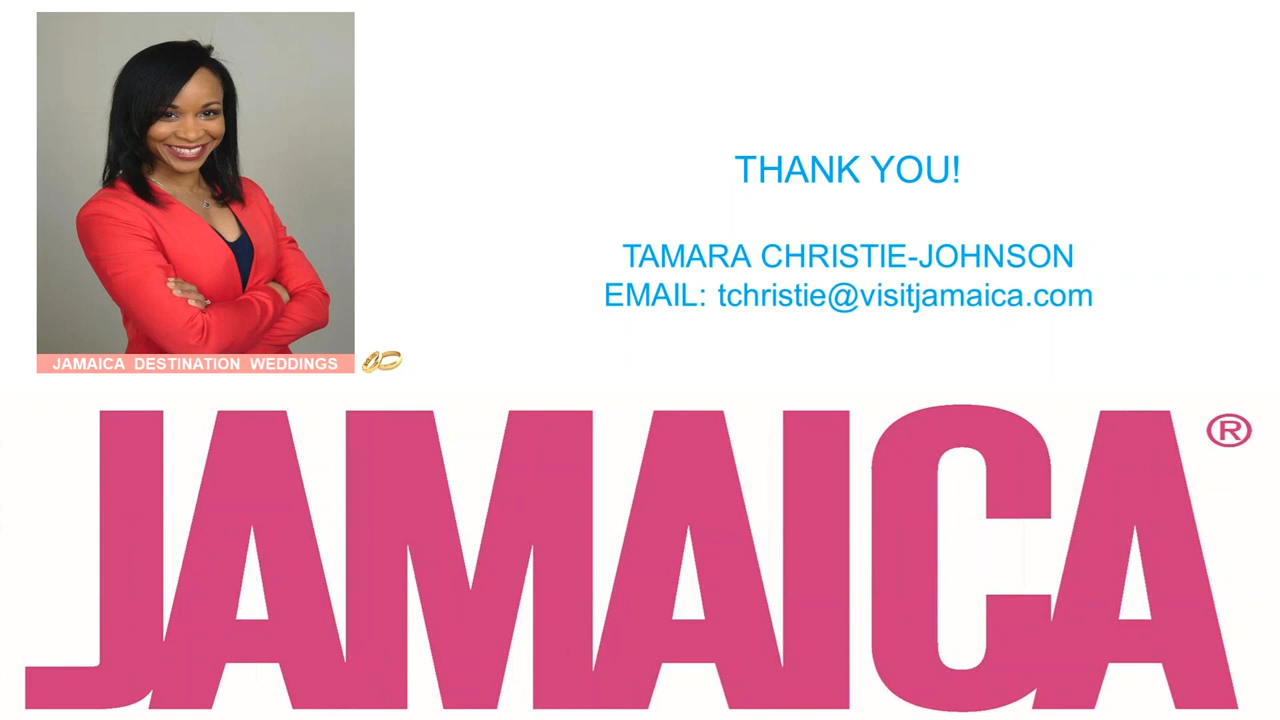 THANK YOU!
TAMARA CHRISTIE-JOHNSON
EMAIL: tchristie@visitjamaica.com
JAMAICA DESTINATION WEDDINGS
JAMAICA®